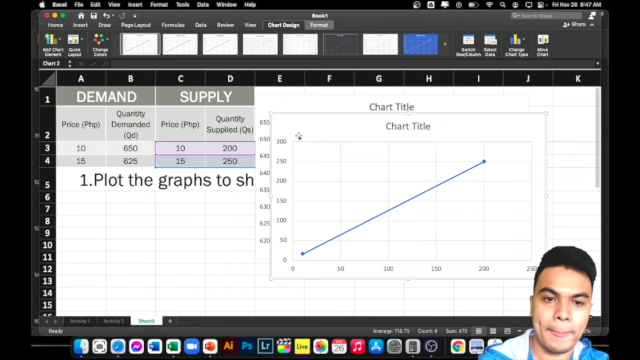 Excel File Edit View Insert Format Tools Data Window Help
Fri Nov 26 8:47 AM
Book1
Home Insert Draw Page Layout Formulas Data Review View Chart Design Format
Share
Add Chart Element
Quick Layout
Change Colors
Switch Row/Column
Select Data
Change Chart Type
Move Chart
Chart 2
A B C D E F G H I J K
1 DEMAND SUPPLY
2 Price (Php) Quantity Demanded (Qd) Price (Php) Quantity Supplied (Qs)
3 10 650 10 200
4 15 625 15 250
5 1.Plot the graphs to sh
6
7
8
9
10
11
12
13
14
15
16
Chart Title
655
650
645
640
635
630
625
620
Chart Title
300
250
200
150
100
50
0
0 50 100 150 200 250
Activity 1 Activity 2 Sheet3
Ready
Average: 118.75 Count: 4 Sum: 475